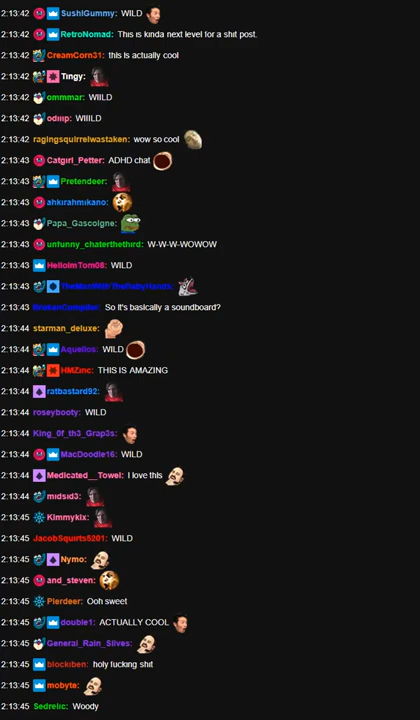 2:13:42 SushiGummy: WILD
2:13:42 RetroNomad: This is kinda next level for a shit post.
2:13:42 CreamCorn31: this is actually cool
2:13:42 Tingy:
2:13:42 ommmar: WIILD
2:13:42 odiiip: WIIILD
2:13:42 ragingsquirrelwastaken: wow so cool
2:13:43 Catgirl_Petter: ADHD chat
2:13:43 Pretendeer:
2:13:43 ahkirahmikano:
2:13:43 Papa_Gascoigne:
2:13:43 unfunny_chaterthethird: W-W-W-WOWOW
2:13:43 HelloimTom08: WILD
2:13:43 TheManWithTheBabyHands:
2:13:43 BrokenCompiler: So it's basically a soundboard?
2:13:44 starman_deluxe:
2:13:44 Aquellos: WILD
2:13:44 HMZinc: THIS IS AMAZING
2:13:44 ratbastard92:
2:13:44 roseybooty: WILD
2:13:44 King_0f_th3_Grap3s:
2:13:44 MacDoodle16: WILD
2:13:44 Medicated__Towel: I love this
2:13:44 midsid3:
2:13:45 Kimmykix:
2:13:45 JacobSquirts5201: WILD
2:13:45 Nymo:
2:13:45 and_steven:
2:13:45 Pierdeer: Ooh sweet
2:13:45 double1: ACTUALLY COOL
2:13:45 General_Rain_Silves:
2:13:45 blockiben: holy fucking shit
2:13:45 mobyte:
2:13:45 Sedrelic: Woody